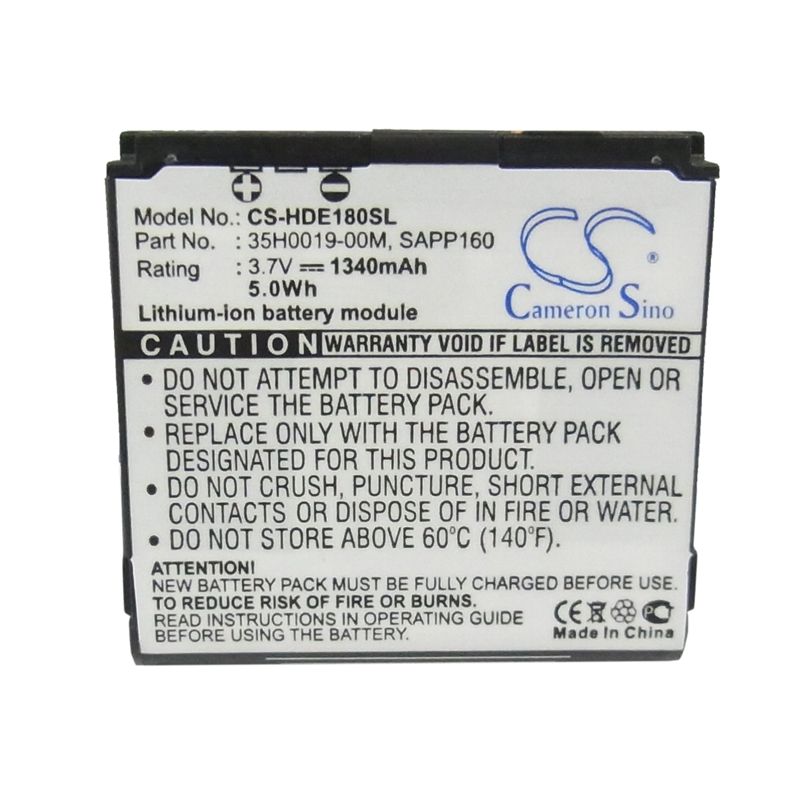 Model No.: CS-HDE180SL
Part No. : 35H0019-00M, SAPP160
Rating : 3.7V ⎓ 1340mAh
5.0Wh
Lithium-ion battery module
CS ®
Cameron Sino
CAUTION WARRANTY VOID IF LABEL IS REMOVED
• DO NOT ATTEMPT TO DISASSEMBLE, OPEN OR
SERVICE THE BATTERY PACK.
• REPLACE ONLY WITH THE BATTERY PACK
DESIGNATED FOR THIS PRODUCT.
• DO NOT CRUSH, PUNCTURE, SHORT EXTERNAL
CONTACTS OR DISPOSE OF IN FIRE OR WATER.
• DO NOT STORE ABOVE 60°C (140°F).
ATTENTION!
NEW BATTERY PACK MUST BE FULLY CHARGED BEFORE USE
TO REDUCE RISK OF FIRE OR BURNS.
READ INSTRUCTIONS IN OPERATING GUIDE
BEFORE USING THE BATTERY.
CE
Made In China